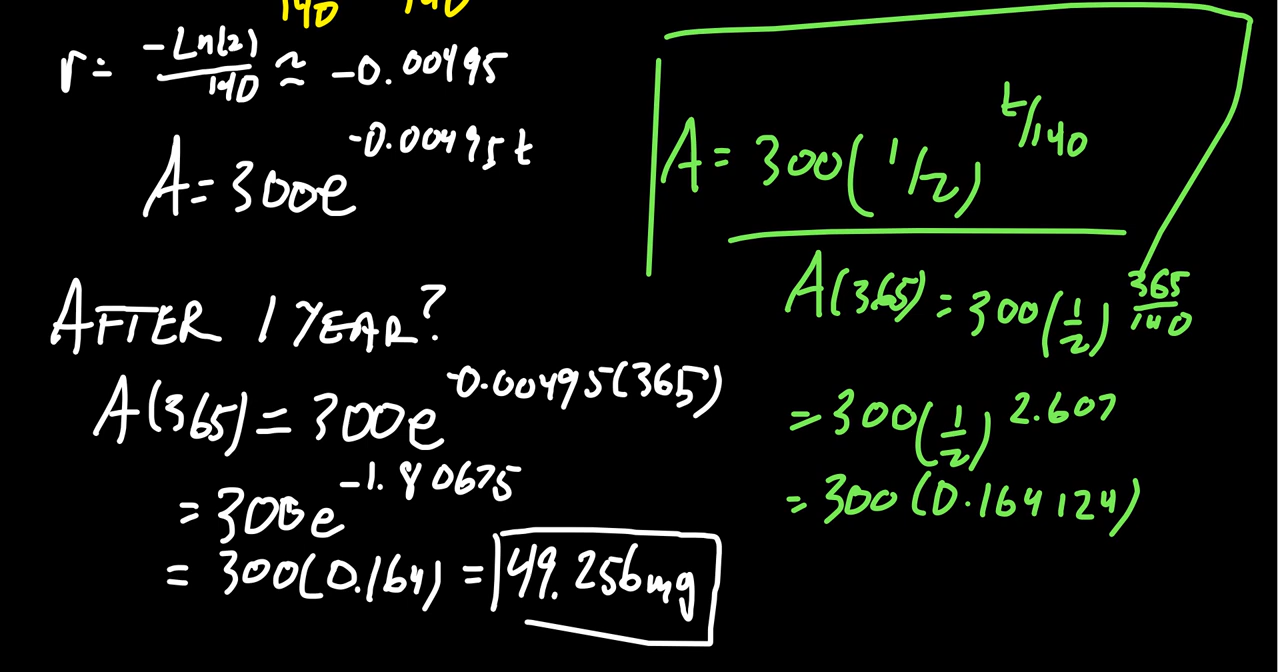 140 140
r = -Ln(2)/140 ≈ -0.00495
A = 300e^-0.00495t
AFTER 1 YEAR?
A(365) = 300e^-0.00495(365)
= 300e^-1.80675
= 300(0.164) = 49.256mg
A = 300(1/2)^t/140
A(365) = 300(1/2)^365/140
= 300(1/2)^2.607
= 300(0.164124)